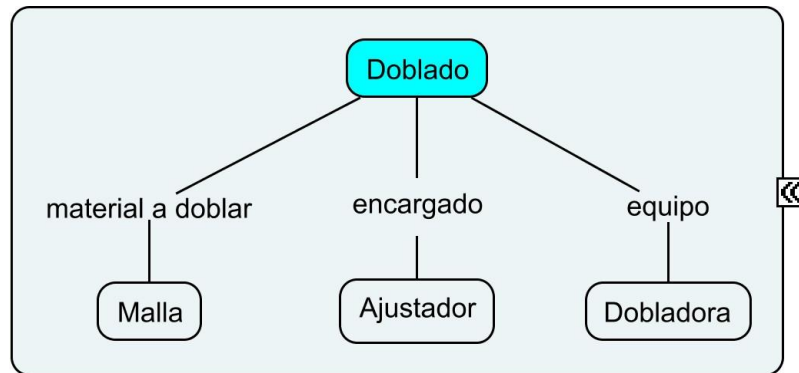 Doblado
material a doblar
encargado
equipo
Malla
Ajustador
Dobladora